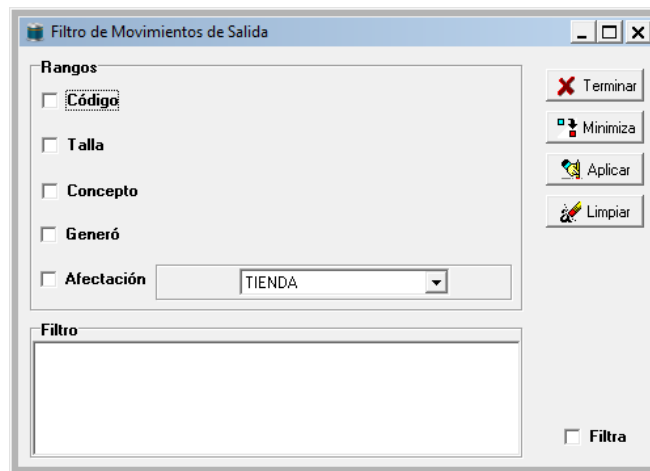 Filtro de Movimientos de Salida
Rangos
Código
Talla
Concepto
Generó
Afectación
TIENDA
Terminar
Minimiza
Aplicar
Limpiar
Filtro
Filtra